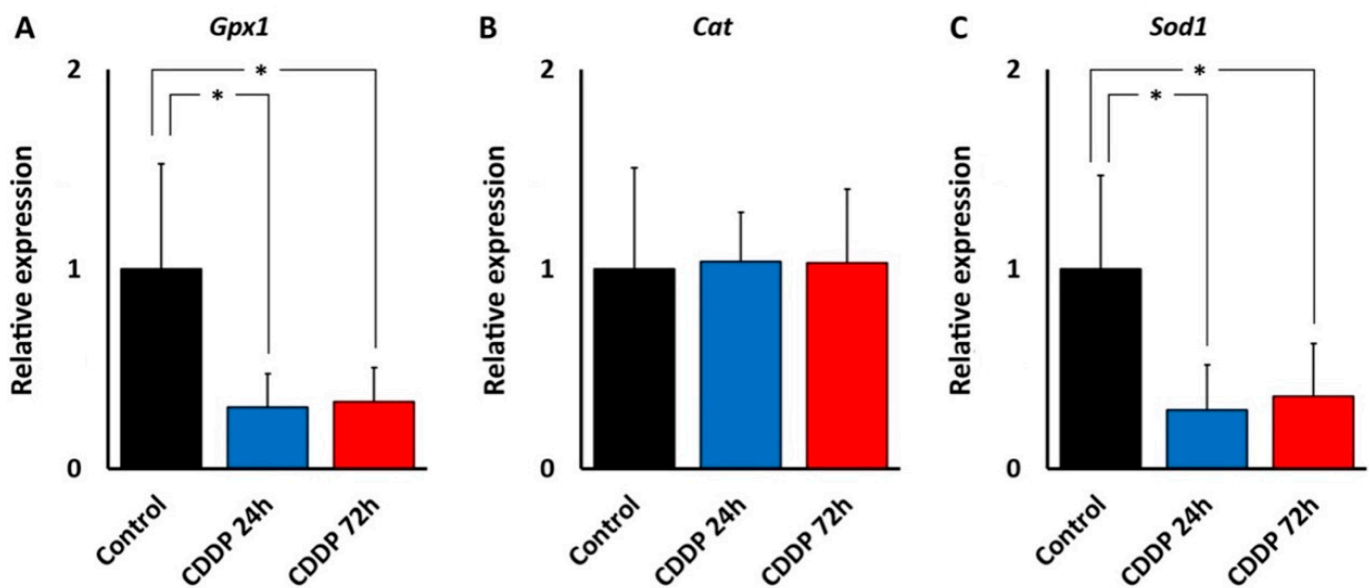 A
Gpx1
2
1
0
Relative expression
*
*
Control
CDDP 24h
CDDP 72h
B
Cat
2
1
0
Relative expression
Control
CDDP 24h
CDDP 72h
C
Sod1
2
1
0
Relative expression
*
*
Control
CDDP 24h
CDDP 72h